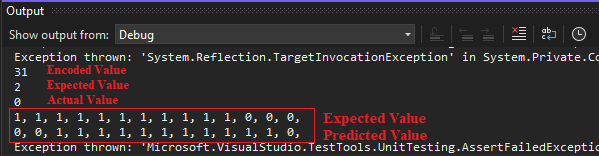 Output
Show output from: Debug
Exception thrown: 'System.Reflection.TargetInvocationException' in System.Private.Co
31 Encoded Value
2 Expected Value
0 Actual Value
1, 1, 1, 1, 1, 1, 1, 1, 1, 1, 1, 0, 0, 0, Expected Value
0, 0, 1, 1, 1, 1, 1, 1, 1, 1, 1, 1, 1, 0, Predicted Value
Exception thrown: 'Microsoft.VisualStudio.TestTools.UnitTesting.AssertFailedExceptio